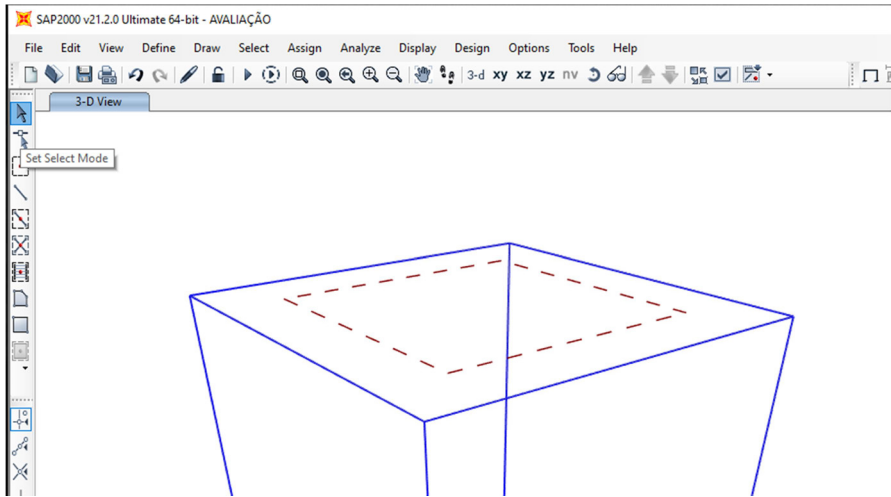 SAP2000 v21.2.0 Ultimate 64-bit - AVALIAÇÃO
File Edit View Define Draw Select Assign Analyze Display Design Options Tools Help
3-d xy xz yz nv
3-D View
Set Select Mode